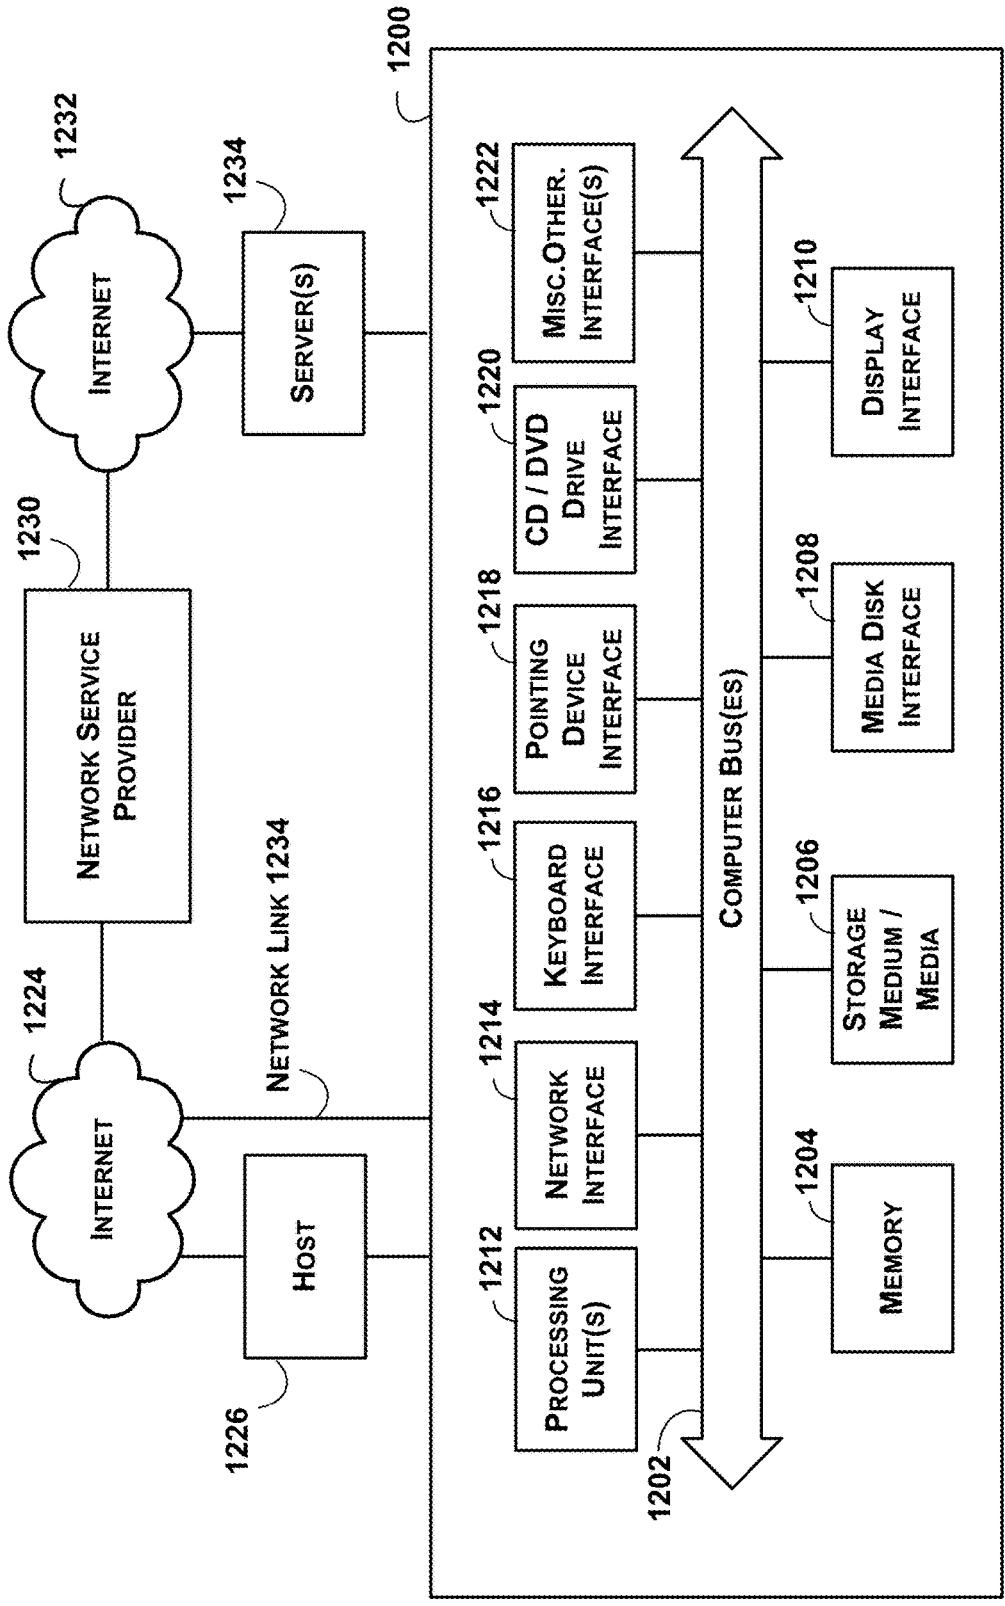 1224
INTERNET
NETWORK SERVICE
PROVIDER
1230
INTERNET
1232
1226
HOST
NETWORK LINK 1234
SERVER(S)
1234
1200
1212
PROCESSING
UNIT(S)
1214
NETWORK
INTERFACE
1216
KEYBOARD
INTERFACE
1218
POINTING
DEVICE
INTERFACE
1220
CD / DVD
DRIVE
INTERFACE
1222
MISC.OTHER.
INTERFACE(S)
1202
COMPUTER BUS(ES)
1204
MEMORY
1206
STORAGE
MEDIUM /
MEDIA
1208
MEDIA DISK
INTERFACE
1210
DISPLAY
INTERFACE